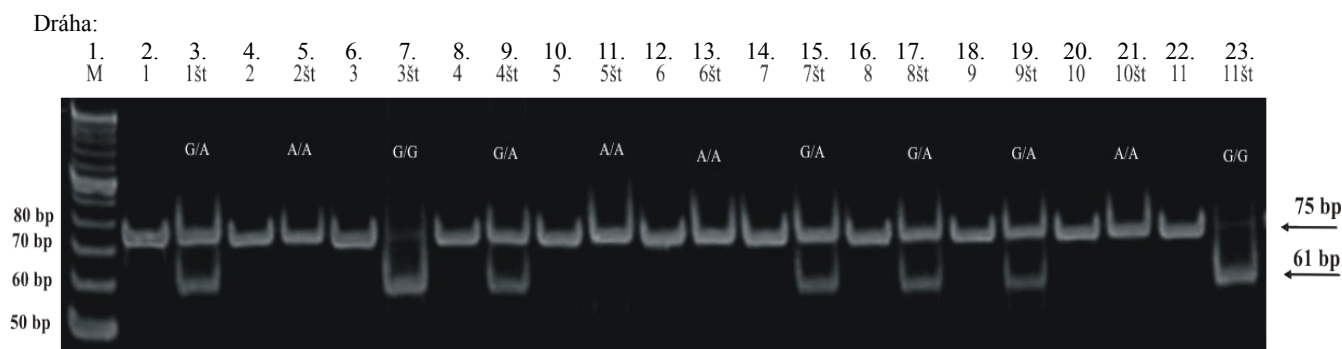 Dráha:
1. 2. 3. 4. 5. 6. 7. 8. 9. 10. 11. 12. 13. 14. 15. 16. 17. 18. 19. 20. 21. 22. 23.
M 1 1št 2 2št 3 3št 4 4št 5 5št 6 6št 7 7št 8 8št 9 9št 10 10št 11 11št
G/A A/A G/G G/A A/A A/A G/A G/A G/A A/A G/G
80 bp
70 bp
60 bp
50 bp
75 bp
61 bp